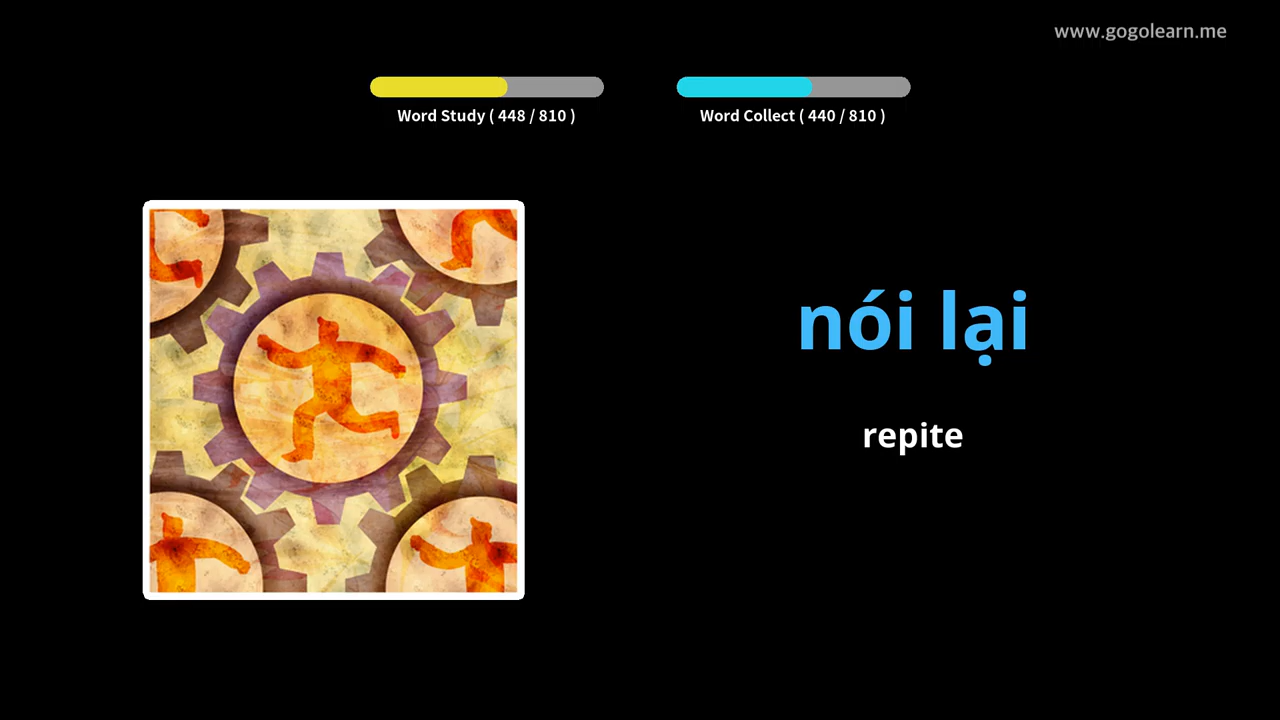 www.gogolearn.me
Word Study ( 448 / 810 )
Word Collect ( 440 / 810 )
nói lại
repite